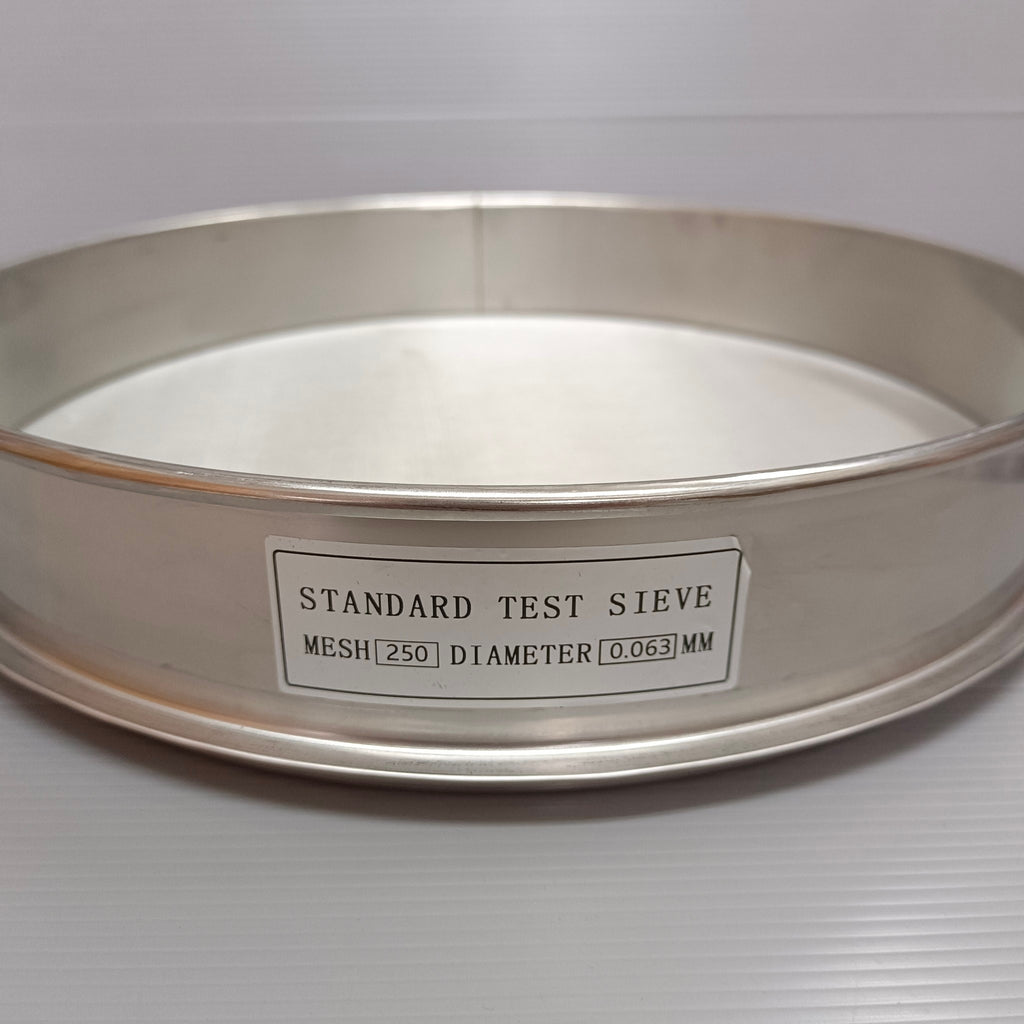 STANDARD TEST SIEVE
MESH 250 DIAMETER 0.063 MM